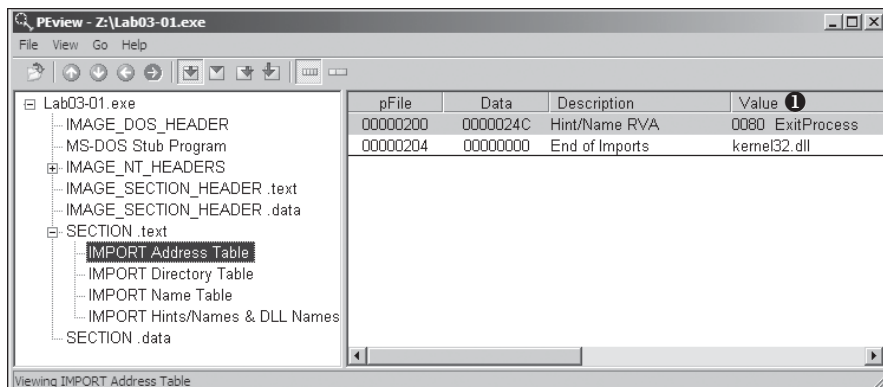 PEview - Z:\Lab03-01.exe
File View Go Help
Lab03-01.exe
IMAGE_DOS_HEADER
MS-DOS Stub Program
IMAGE_NT_HEADERS
IMAGE_SECTION_HEADER .text
IMAGE_SECTION_HEADER .data
SECTION .text
IMPORT Address Table
IMPORT Directory Table
IMPORT Name Table
IMPORT Hints/Names & DLL Names
SECTION .data
pFile Data Description Value 1
00000200 0000024C Hint/Name RVA 0080 ExitProcess
00000204 00000000 End of Imports kernel32.dll
Viewing IMPORT Address Table